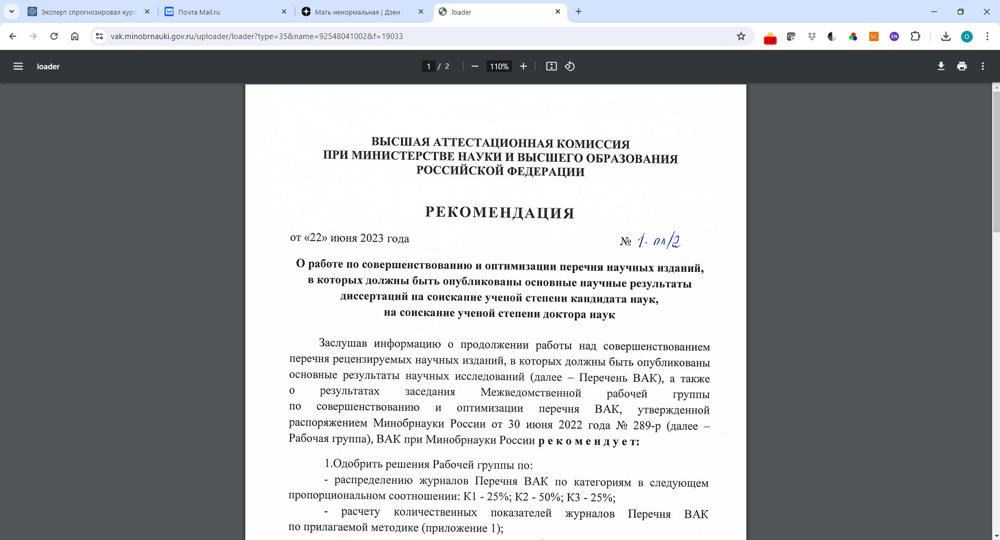 Эксперт спрогнозировал курс
Почта Mail.ru
Мать ненормальная | Дзен
loader
vak.minobrnauki.gov.ru/uploader/loader?type=35&name=92548041002&f=19033
+12
SC
EN
O
loader
1 / 2
110%
ВЫСШАЯ АТТЕСТАЦИОННАЯ КОМИССИЯ
ПРИ МИНИСТЕРСТВЕ НАУКИ И ВЫСШЕГО ОБРАЗОВАНИЯ
РОССИЙСКОЙ ФЕДЕРАЦИИ
РЕКОМЕНДАЦИЯ
от «22» июня 2023 года № 1-пл/2
О работе по совершенствованию и оптимизации перечня научных изданий,
в которых должны быть опубликованы основные научные результаты
диссертаций на соискание ученой степени кандидата наук,
на соискание ученой степени доктора наук
Заслушав информацию о продолжении работы над совершенствованием
перечня рецензируемых научных изданий, в которых должны быть опубликованы
основные результаты научных исследований (далее – Перечень ВАК), а также
о результатах заседания Межведомственной рабочей группы
по совершенствованию и оптимизации перечня ВАК, утвержденной
распоряжением Минобрнауки России от 30 июня 2022 года № 289-р (далее –
Рабочая группа), ВАК при Минобрнауки России р е к о м е н д у е т:
1.Одобрить решения Рабочей группы по:
- распределению журналов Перечня ВАК по категориям в следующем
пропорциональном соотношении: К1 - 25%; К2 - 50%; К3 - 25%;
- расчету количественных показателей журналов Перечня ВАК
по прилагаемой методике (приложение 1);